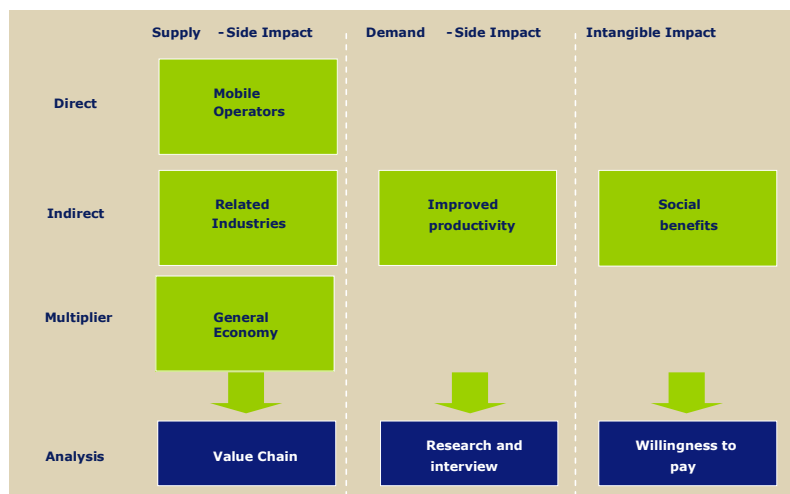 Supply - Side Impact
Demand - Side Impact
Intangible Impact
Direct
Mobile
Operators
Indirect
Related
Industries
Improved
productivity
Social
benefits
Multiplier
General
Economy
Analysis
Value Chain
Research and
interview
Willingness to
pay